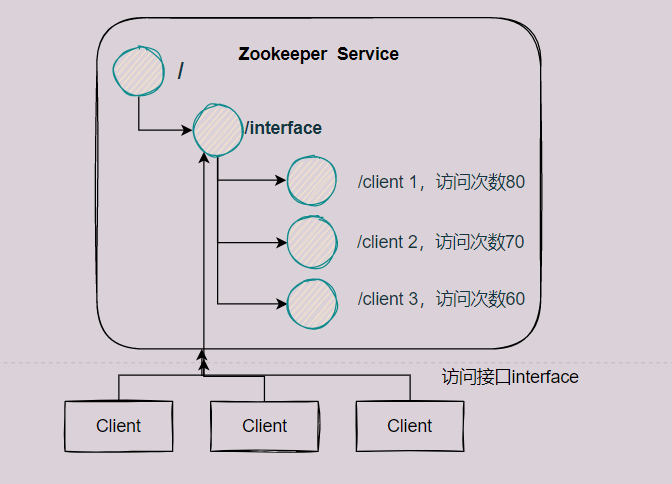 Zookeeper Service
/
/interface
/client 1，访问次数80
/client 2，访问次数70
/client 3，访问次数60
访问接口interface
Client
Client
Client